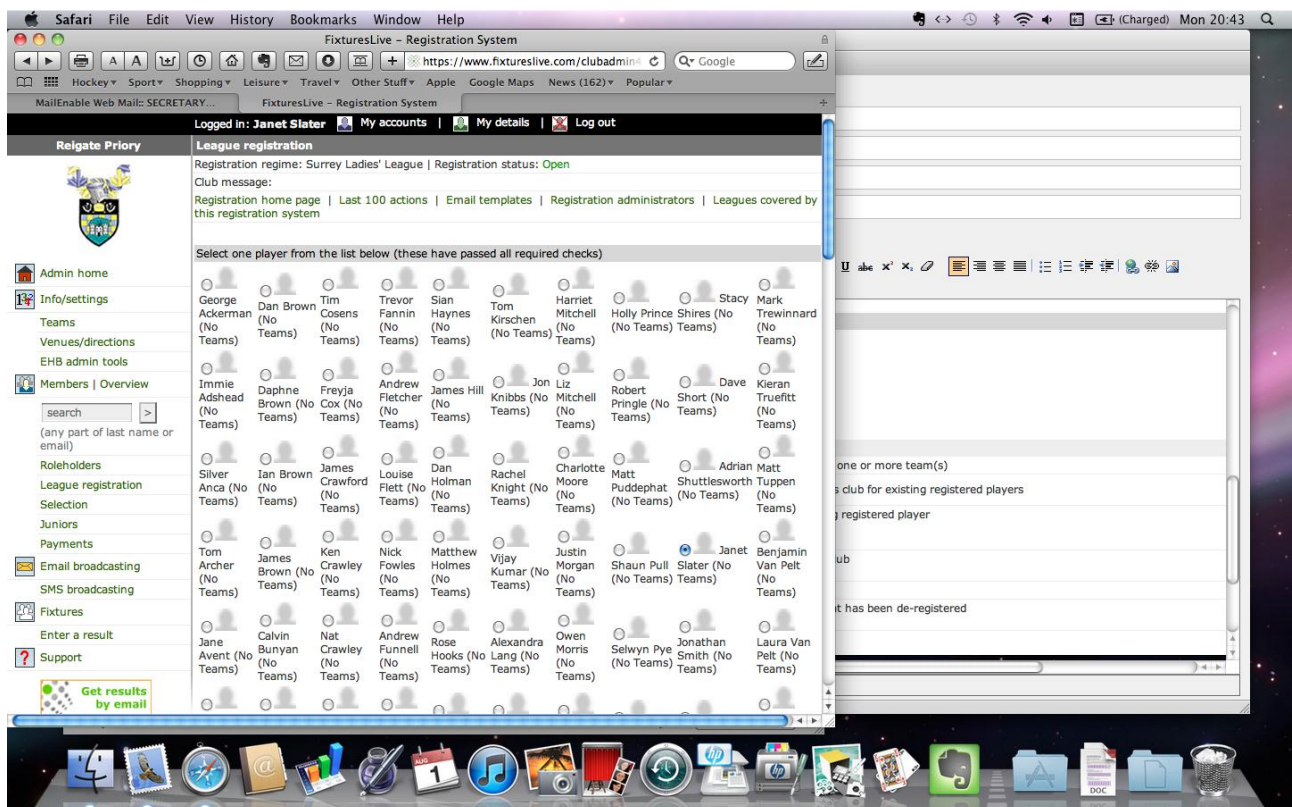 Safari File Edit View History Bookmarks Window Help (Charged) Mon 20:43
FixturesLive – Registration System
A A https://www.fixtureslive.com/clubadmin4 Google
Hockey Sport Shopping Leisure Travel Other Stuff Apple Google Maps News (162) Popular
MailEnable Web Mail:: SECRETARY... FixturesLive – Registration System
Logged in: Janet Slater My accounts | My details | Log out
Reigate Priory
League registration
Registration regime: Surrey Ladies' League | Registration status: Open
Club message:
Registration home page | Last 100 actions | Email templates | Registration administrators | Leagues covered by
this registration system
Select one player from the list below (these have passed all required checks)
Admin home
Info/settings
Teams
Venues/directions
EHB admin tools
Members | Overview
search >
(any part of last name or
email)
Roleholders
League registration
Selection
Juniors
Payments
Email broadcasting
SMS broadcasting
Fixtures
Enter a result
Support
Get results
by email
George
Ackerman
(No
Teams)
Dan Brown
(No
Teams)
Tim
Cosens
(No
Teams)
Trevor
Fannin
(No
Teams)
Sian
Haynes
(No
Teams)
Tom
Kirschen
(No Teams)
Harriet
Mitchell
(No
Teams)
Holly Prince
(No Teams)
Stacy
Shires (No
Teams)
Mark
Trewinnard
(No
Teams)
Immie
Adshead
(No
Teams)
Daphne
Brown (No
Teams)
Freyja
Cox (No
Teams)
Andrew
Fletcher
(No
Teams)
James Hill
(No
Teams)
Jon
Knibbs (No
Teams)
Liz
Mitchell
(No
Teams)
Robert
Pringle (No
Teams)
Dave
Short (No
Teams)
Kieran
Truefitt
(No
Teams)
Silver
Anca (No
Teams)
Ian Brown
(No
Teams)
James
Crawford
(No
Teams)
Louise
Flett (No
Teams)
Dan
Holman
(No
Teams)
Rachel
Knight (No
Teams)
Charlotte
Moore
(No
Teams)
Matt
Puddephat
(No Teams)
Adrian
Shuttlesworth
(No Teams)
Matt
Tuppen
(No
Teams)
Tom
Archer
(No
Teams)
James
Brown (No
Teams)
Ken
Crawley
(No
Teams)
Nick
Fowles
(No
Teams)
Matthew
Holmes
(No
Teams)
Vijay
Kumar (No
Teams)
Justin
Morgan
(No
Teams)
Shaun Pull
(No Teams)
Janet
Slater (No
Teams)
Benjamin
Van Pelt
(No
Teams)
Jane
Avent (No
Teams)
Calvin
Bunyan
(No
Teams)
Nat
Crawley
(No
Teams)
Andrew
Funnell
(No
Teams)
Rose
Hooks (No
Teams)
Alexandra
Lang (No
Teams)
Owen
Morris
(No
Teams)
Selwyn Pye
(No Teams)
Jonathan
Smith (No
Teams)
Laura Van
Pelt (No
Teams)
U abc x² x₂
one or more team(s)
s club for existing registered players
g registered player
ub
t has been de-registered
AUG
1
hp
hp
DOC